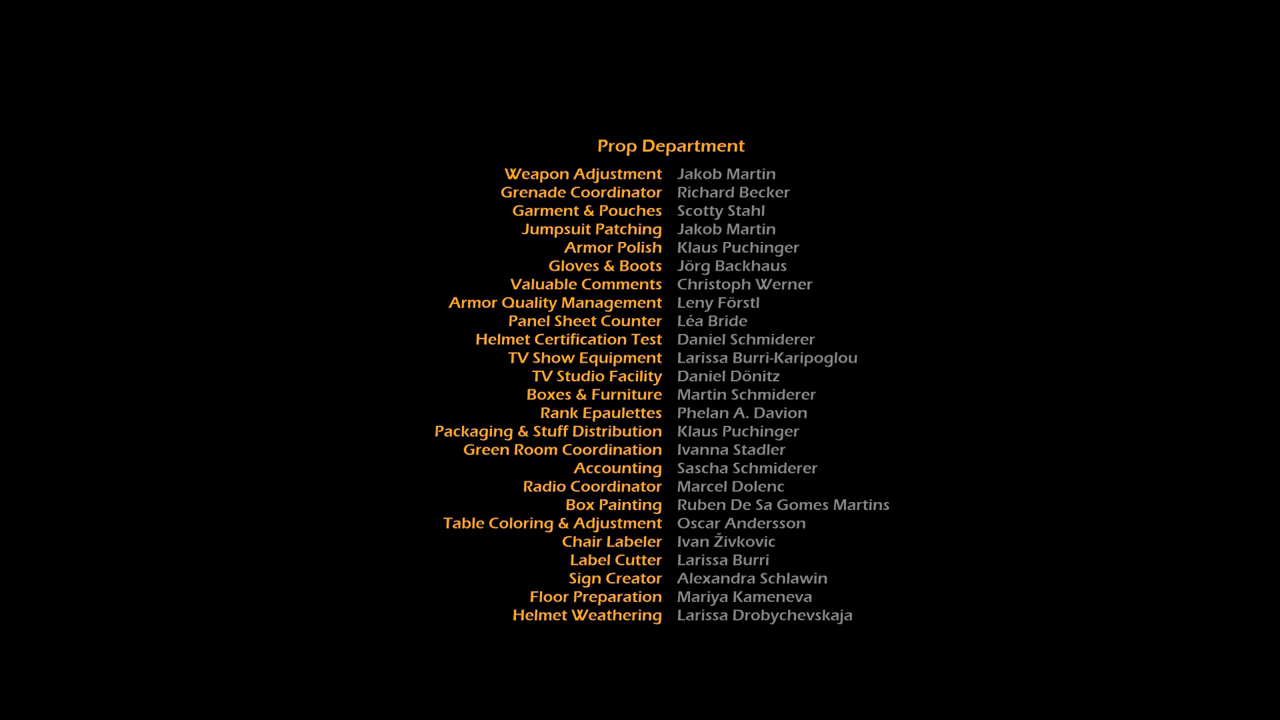 Prop Department
Weapon Adjustment Jakob Martin
Grenade Coordinator Richard Becker
Garment & Pouches Scotty Stahl
Jumpsuit Patching Jakob Martin
Armor Polish Klaus Puchinger
Gloves & Boots Jörg Backhaus
Valuable Comments Christoph Werner
Armor Quality Management Leny Förstl
Panel Sheet Counter Léa Bride
Helmet Certification Test Daniel Schmiderer
TV Show Equipment Larissa Burri-Karipoglou
TV Studio Facility Daniel Dönitz
Boxes & Furniture Martin Schmiderer
Rank Epaulettes Phelan A. Davion
Packaging & Stuff Distribution Klaus Puchinger
Green Room Coordination Ivanna Stadler
Accounting Sascha Schmiderer
Radio Coordinator Marcel Dolenc
Box Painting Ruben De Sa Gomes Martins
Table Coloring & Adjustment Oscar Andersson
Chair Labeler Ivan Živkovic
Label Cutter Larissa Burri
Sign Creator Alexandra Schlawin
Floor Preparation Mariya Kameneva
Helmet Weathering Larissa Drobychevskaja